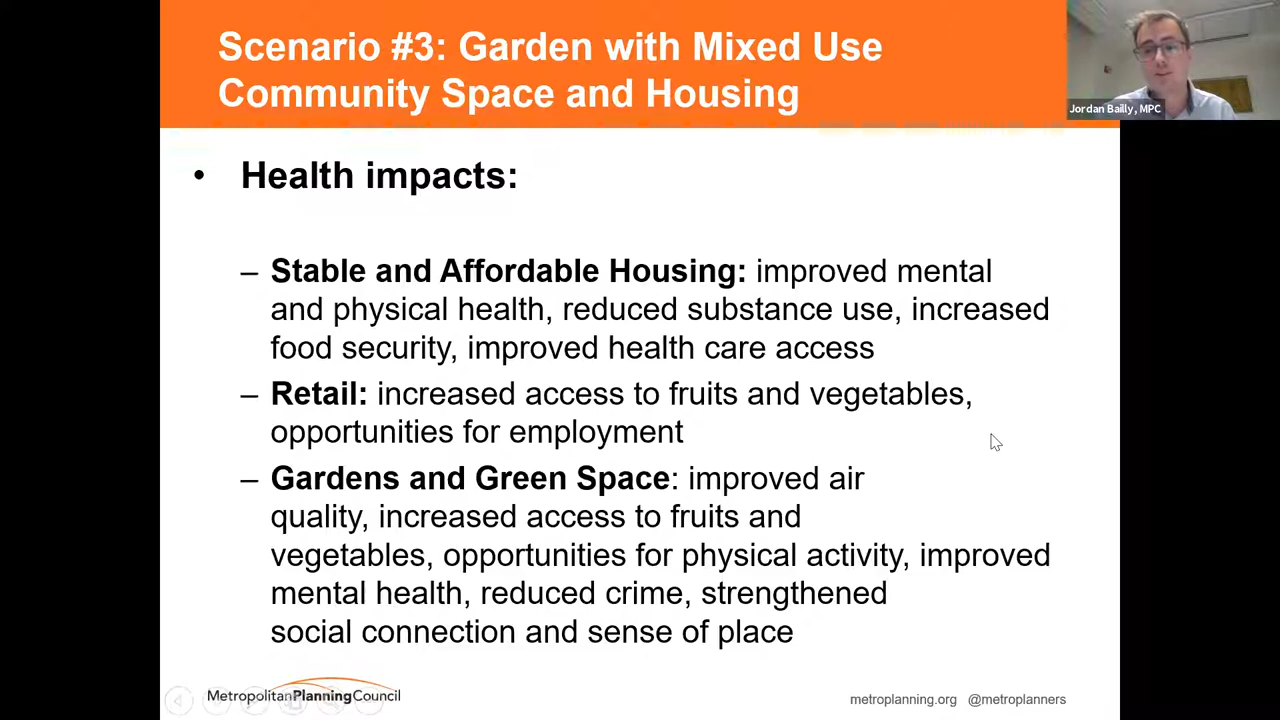 Scenario #3: Garden with Mixed Use
Community Space and Housing
Jordan Bailly, MPC
• Health impacts:
– Stable and Affordable Housing: improved mental
and physical health, reduced substance use, increased
food security, improved health care access
– Retail: increased access to fruits and vegetables,
opportunities for employment
– Gardens and Green Space: improved air
quality, increased access to fruits and
vegetables, opportunities for physical activity, improved
mental health, reduced crime, strengthened
social connection and sense of place
MetropolitanPlanningCouncil
metroplanning.org @metroplanners